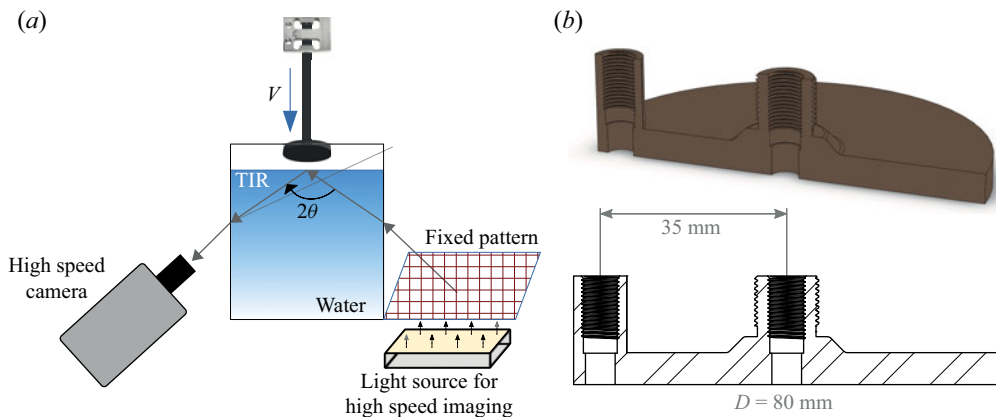 (a)
V
TIR
2θ
Fixed pattern
High speed
camera
Water
Light source for
high speed imaging
(b)
35 mm
D = 80 mm